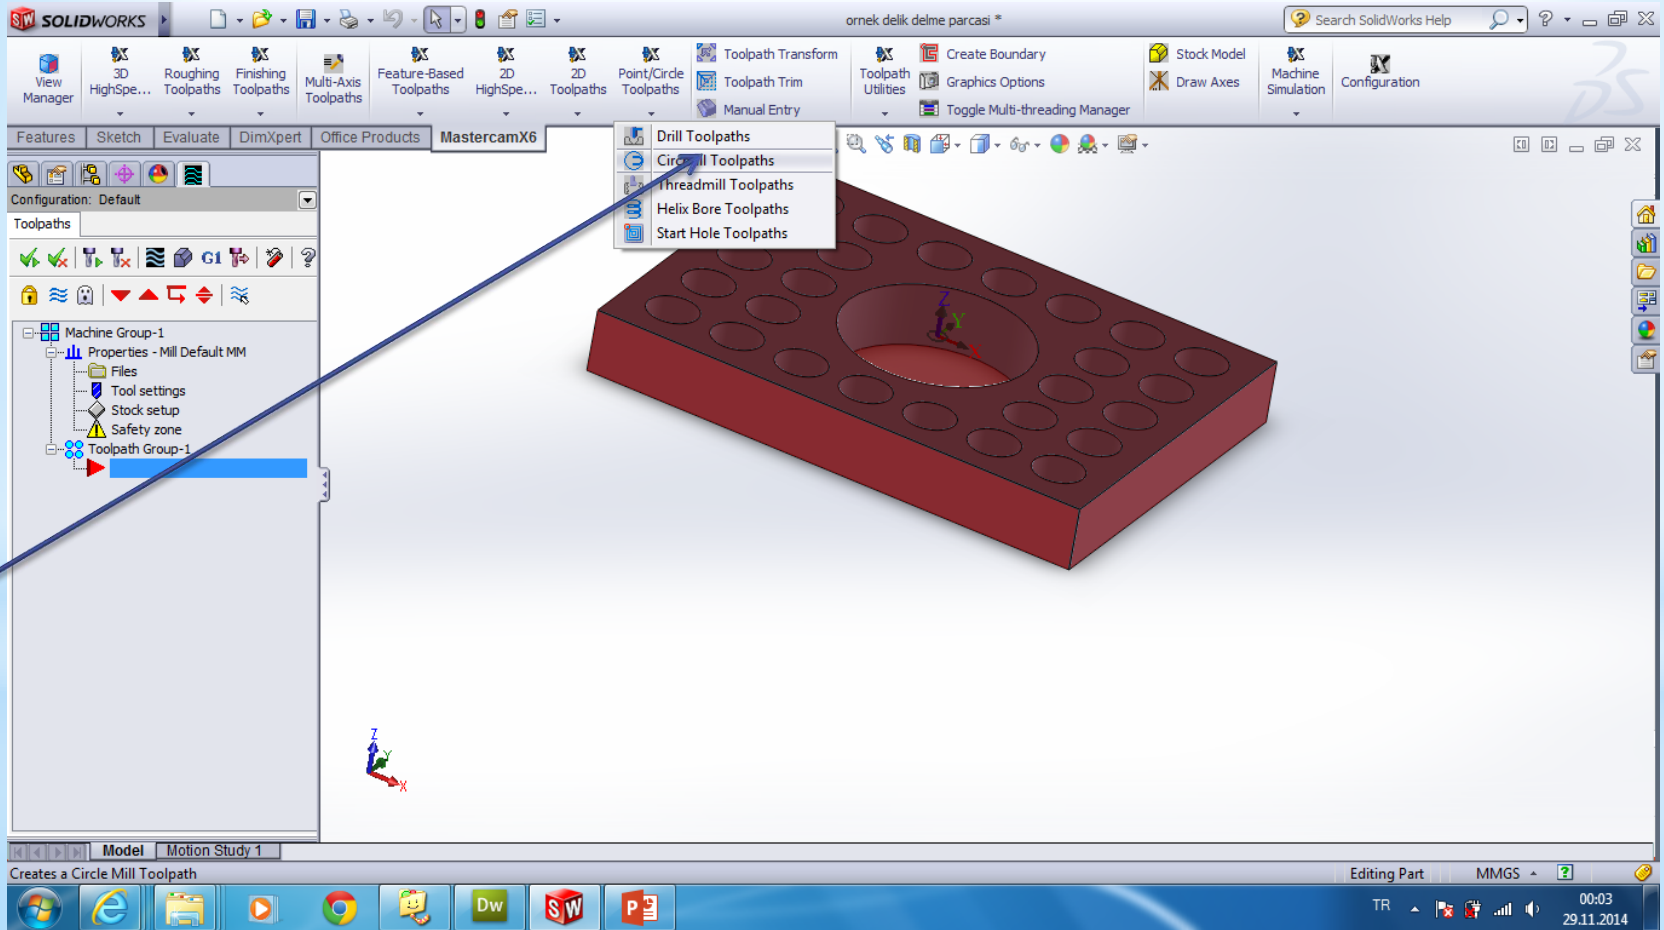 SOLIDWORKS
ornek delik delme parcasi *
Search SolidWorks Help
View Manager
3D HighSpe...
Roughing Toolpaths
Finishing Toolpaths
Multi-Axis Toolpaths
Feature-Based Toolpaths
2D HighSpe...
2D Toolpaths
Point/Circle Toolpaths
Toolpath Transform
Toolpath Trim
Manual Entry
Toolpath Utilities
Create Boundary
Graphics Options
Toggle Multi-threading Manager
Stock Model
Draw Axes
Machine Simulation
Configuration
Features
Sketch
Evaluate
DimXpert
Office Products
MastercamX6
Drill Toolpaths
Toolpaths
Threadmill Toolpaths
Helix Bore Toolpaths
Start Hole Toolpaths
Configuration: Default
Toolpaths
G1
Machine Group-1
Properties - Mill Default MM
Files
Tool settings
Stock setup
Safety zone
Toolpath Group-1
Z
Y
X
Z
Y
X
Model
Motion Study 1
Creates a Circle Mill Toolpath
Editing Part
MMGS
Dw
SW
P
TR
00:03
29.11.2014